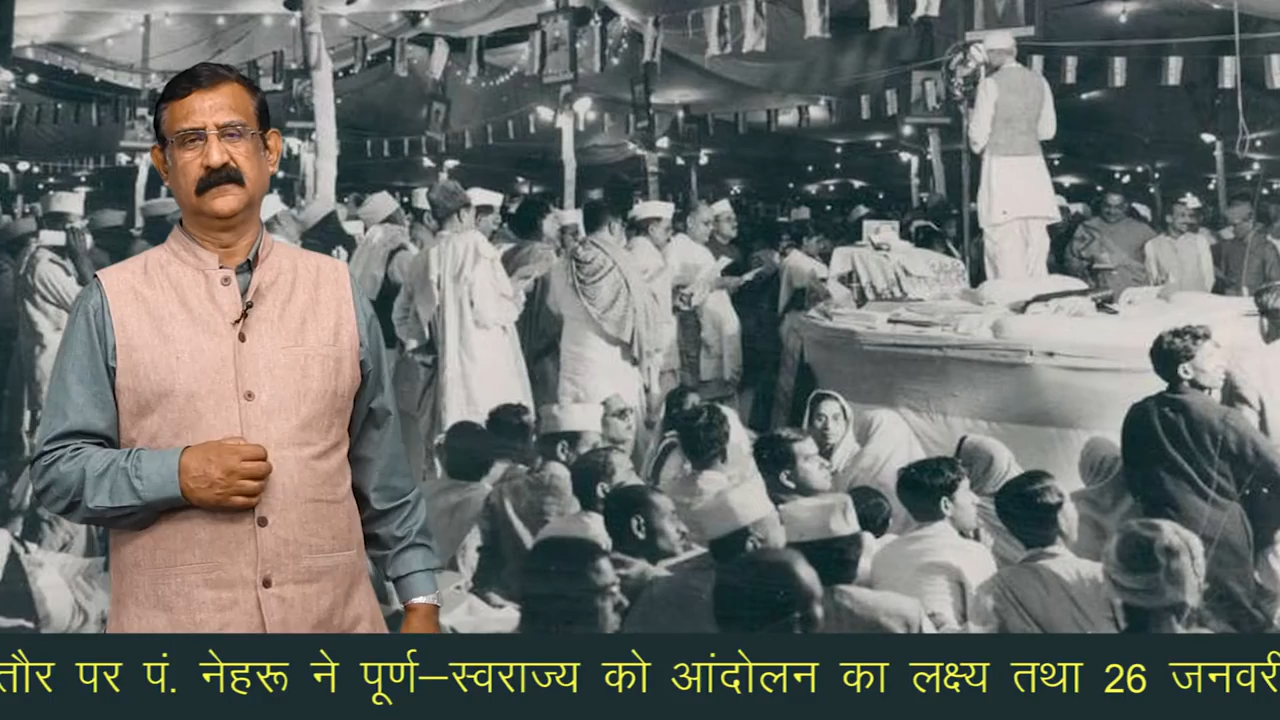 तौर पर पं. नेहरू ने पूर्ण–स्वराज्य को आंदोलन का लक्ष्य तथा 26 जनवरी